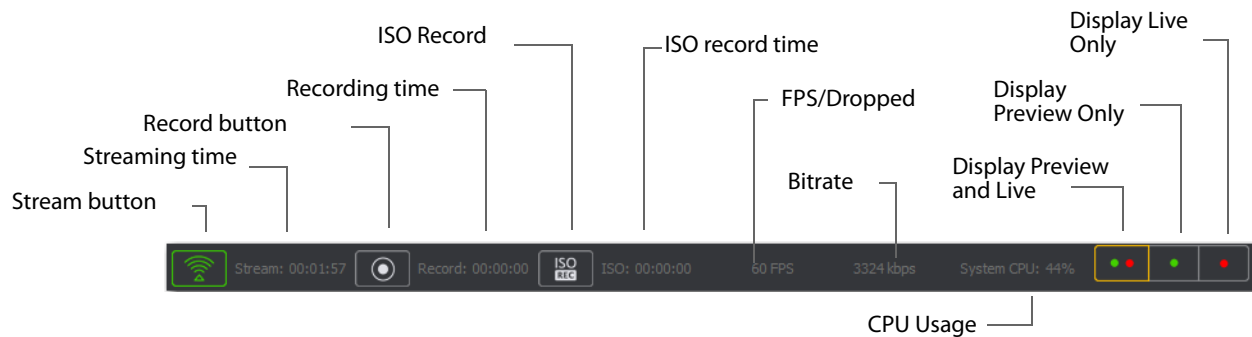 Display Live
Only
ISO Record
ISO record time
Recording time
FPS/Dropped
Display
Preview Only
Record button
Streaming time
Display Preview
and Live
Bitrate
Stream button
Stream: 00:01:57
Record: 00:00:00
ISO
REC
ISO: 00:00:00
60 FPS
3324 kbps
System CPU: 44%
CPU Usage